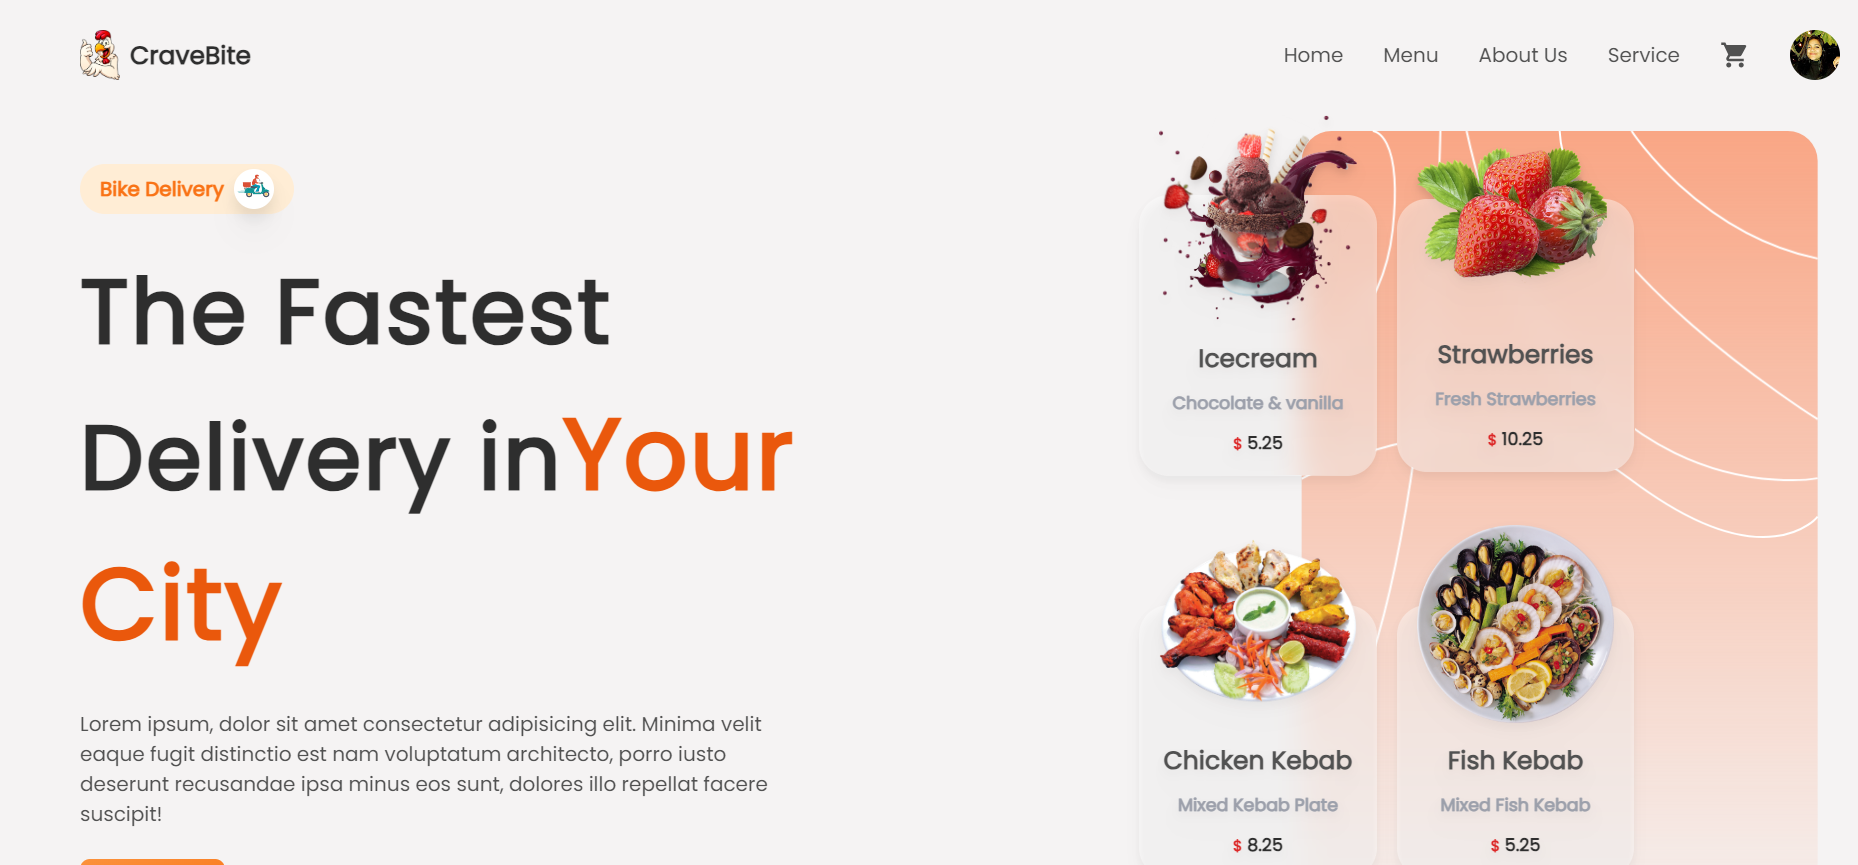 CraveBite
Home
Menu
About Us
Service
Bike Delivery
The Fastest
Delivery inYour
City
Lorem ipsum, dolor sit amet consectetur adipisicing elit. Minima velit
eaque fugit distinctio est nam voluptatum architecto, porro iusto
deserunt recusandae ipsa minus eos sunt, dolores illo repellat facere
suscipit!
Icecream
Chocolate & vanilla
$ 5.25
Strawberries
Fresh Strawberries
$ 10.25
Chicken Kebab
Mixed Kebab Plate
$ 8.25
Fish Kebab
Mixed Fish Kebab
$ 5.25